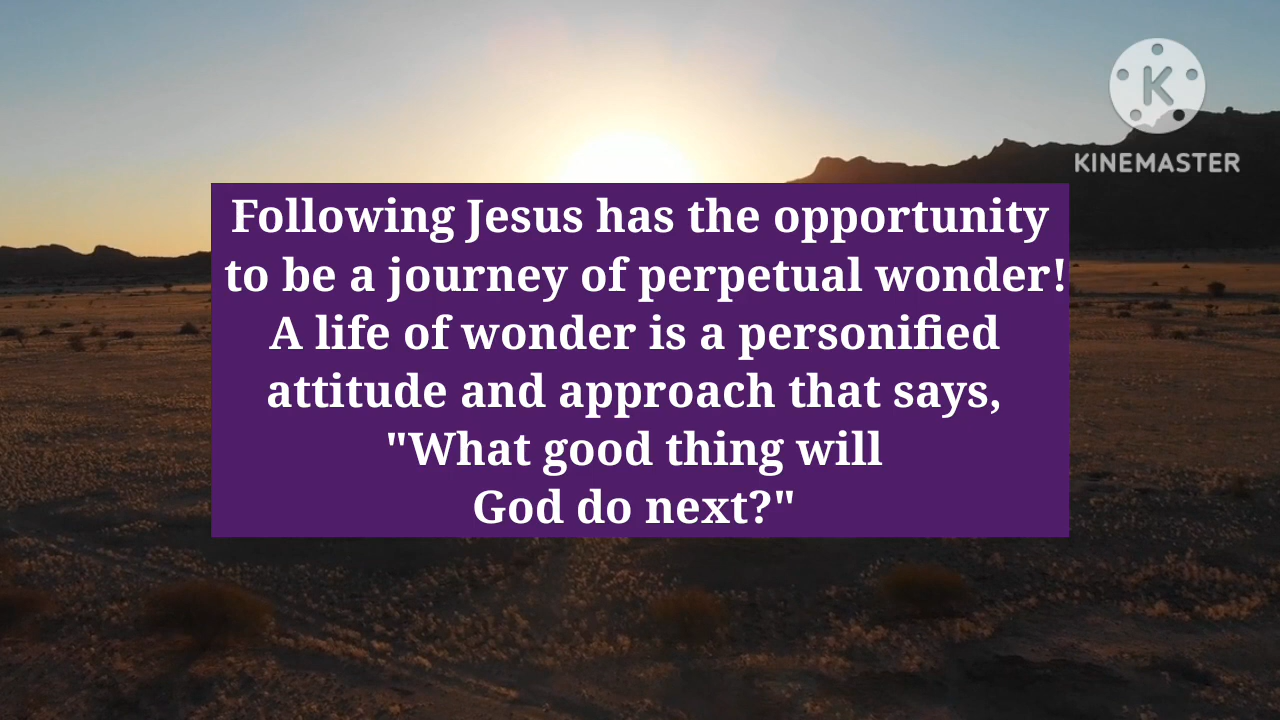 K
KINEMASTER
Following Jesus has the opportunity
to be a journey of perpetual wonder!
A life of wonder is a personified
attitude and approach that says,
"What good thing will
God do next?"